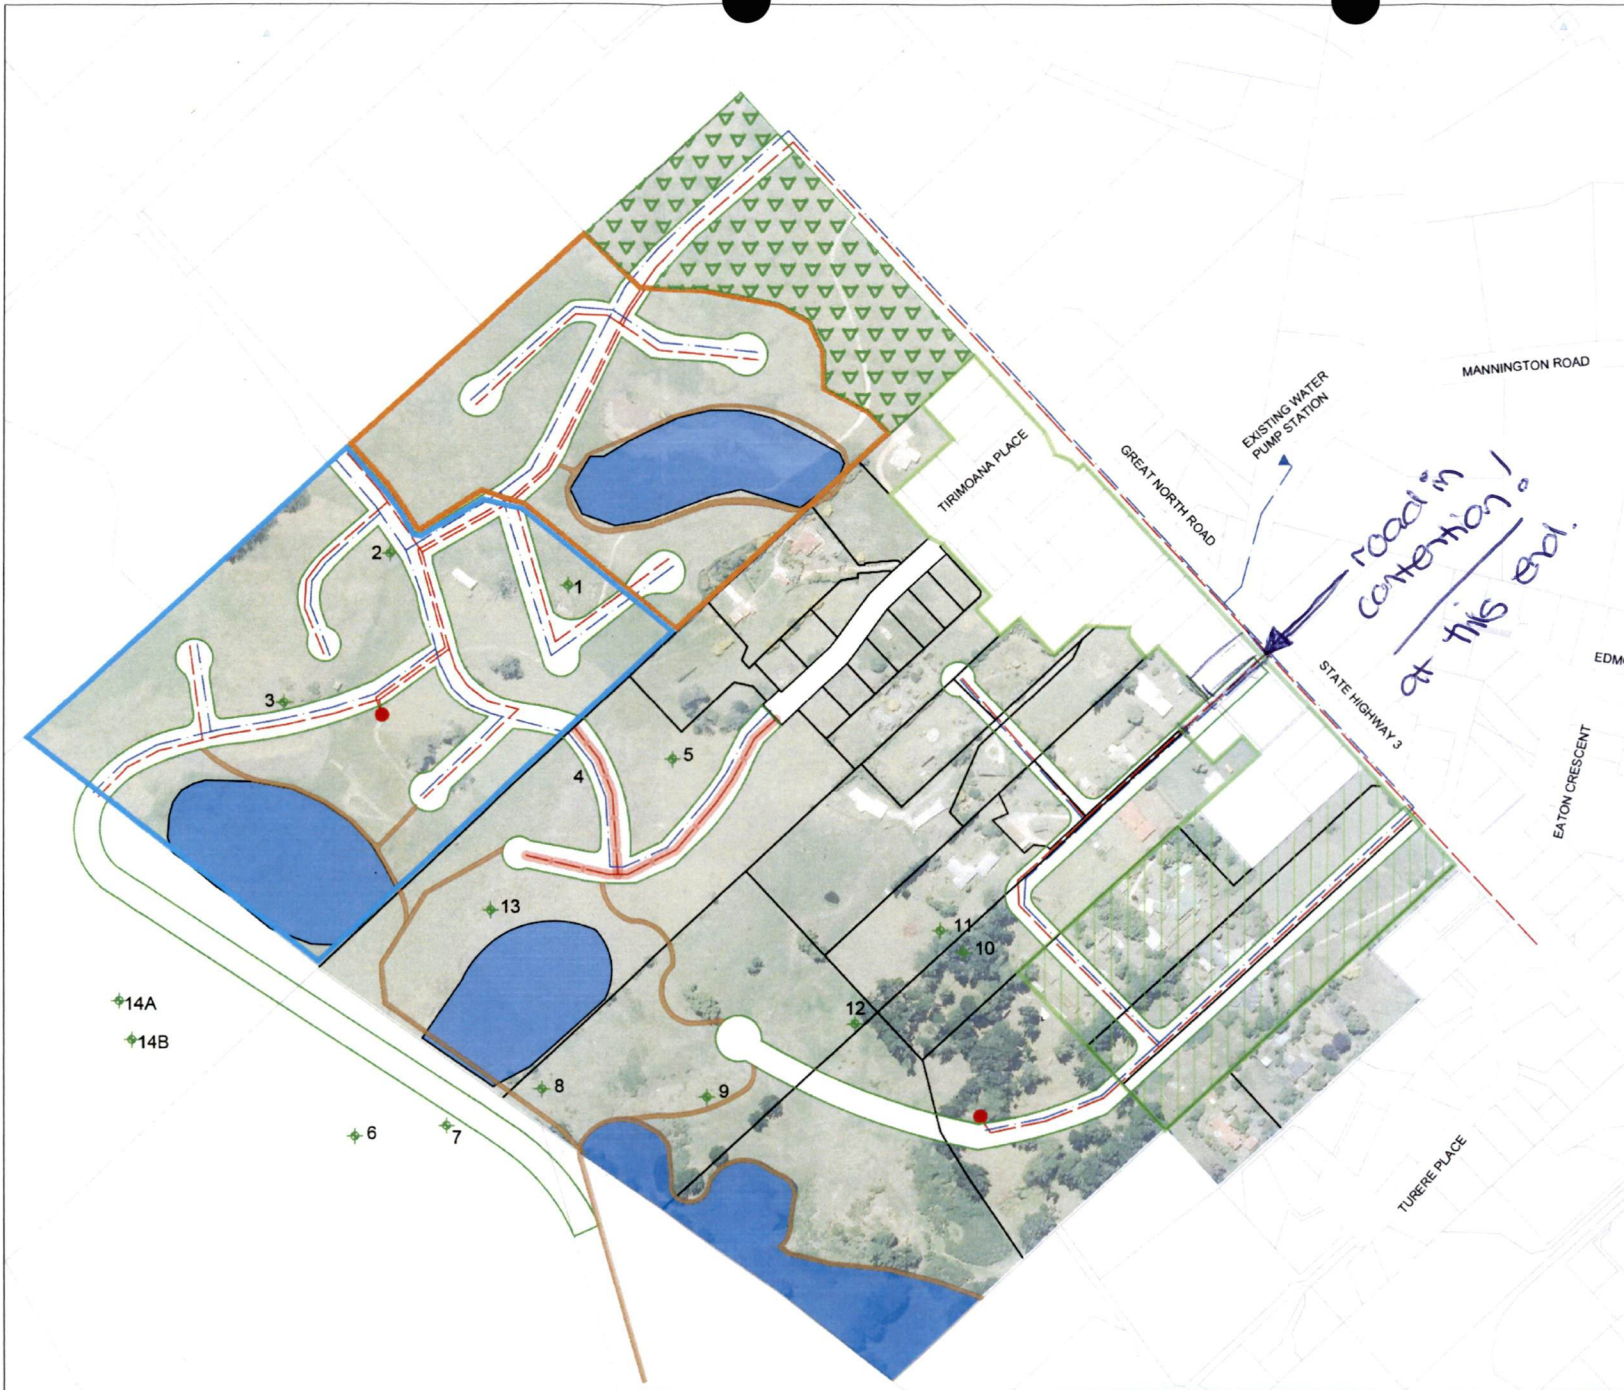 MANNINGTON ROAD
EXISTING WATER
PUMP STATION
TIRIMOANA PLACE
GREAT NORTH ROAD
road in
contention!
at this end.
STATE HIGHWAY 3
EATON CRESCENT
TURERE PLACE
2
1
3
5
4
13
11
10
12
14A
14B
8
9
6
7